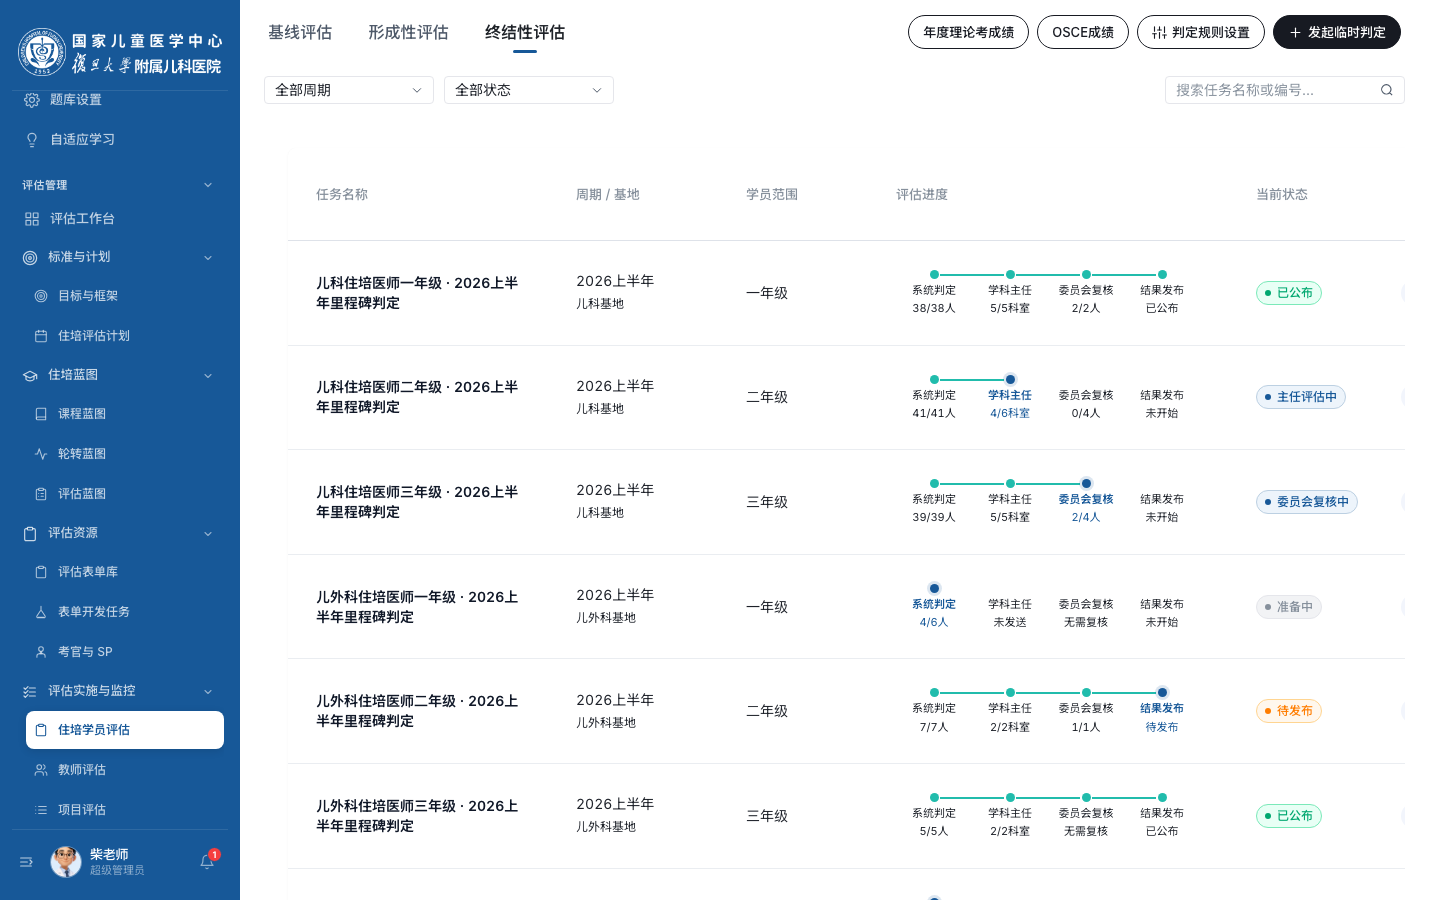 国家儿童医学中心
復旦大学附属儿科医院
题库设置
自适应学习
评估管理
评估工作台
标准与计划
目标与框架
住培评估计划
住培蓝图
课程蓝图
轮转蓝图
评估蓝图
评估资源
评估表单库
表单开发任务
考官与 SP
评估实施与监控
住培学员评估
教师评估
项目评估
柴老师
超级管理员
1
基线评估 形成性评估 终结性评估
年度理论考成绩 OSCE成绩 判定规则设置 发起临时判定
全部周期 全部状态 搜索任务名称或编号...
任务名称 周期 / 基地 学员范围 评估进度 当前状态
儿科住培医师一年级 · 2026上半
年里程碑判定
2026上半年
儿科基地
一年级
系统判定 学科主任 委员会复核 结果发布
38/38人 5/5科室 2/2人 已公布
已公布
儿科住培医师二年级 · 2026上半
年里程碑判定
2026上半年
儿科基地
二年级
系统判定 学科主任 委员会复核 结果发布
41/41人 4/6科室 0/4人 未开始
主任评估中
儿科住培医师三年级 · 2026上半
年里程碑判定
2026上半年
儿科基地
三年级
系统判定 学科主任 委员会复核 结果发布
39/39人 5/5科室 2/4人 未开始
委员会复核中
儿外科住培医师一年级 · 2026上
半年里程碑判定
2026上半年
儿外科基地
一年级
系统判定 学科主任 委员会复核 结果发布
4/6人 未发送 无需复核 未开始
准备中
儿外科住培医师二年级 · 2026上
半年里程碑判定
2026上半年
儿外科基地
二年级
系统判定 学科主任 委员会复核 结果发布
7/7人 2/2科室 1/1人 待发布
待发布
儿外科住培医师三年级 · 2026上
半年里程碑判定
2026上半年
儿外科基地
三年级
系统判定 学科主任 委员会复核 结果发布
5/5人 2/2科室 无需复核 已公布
已公布